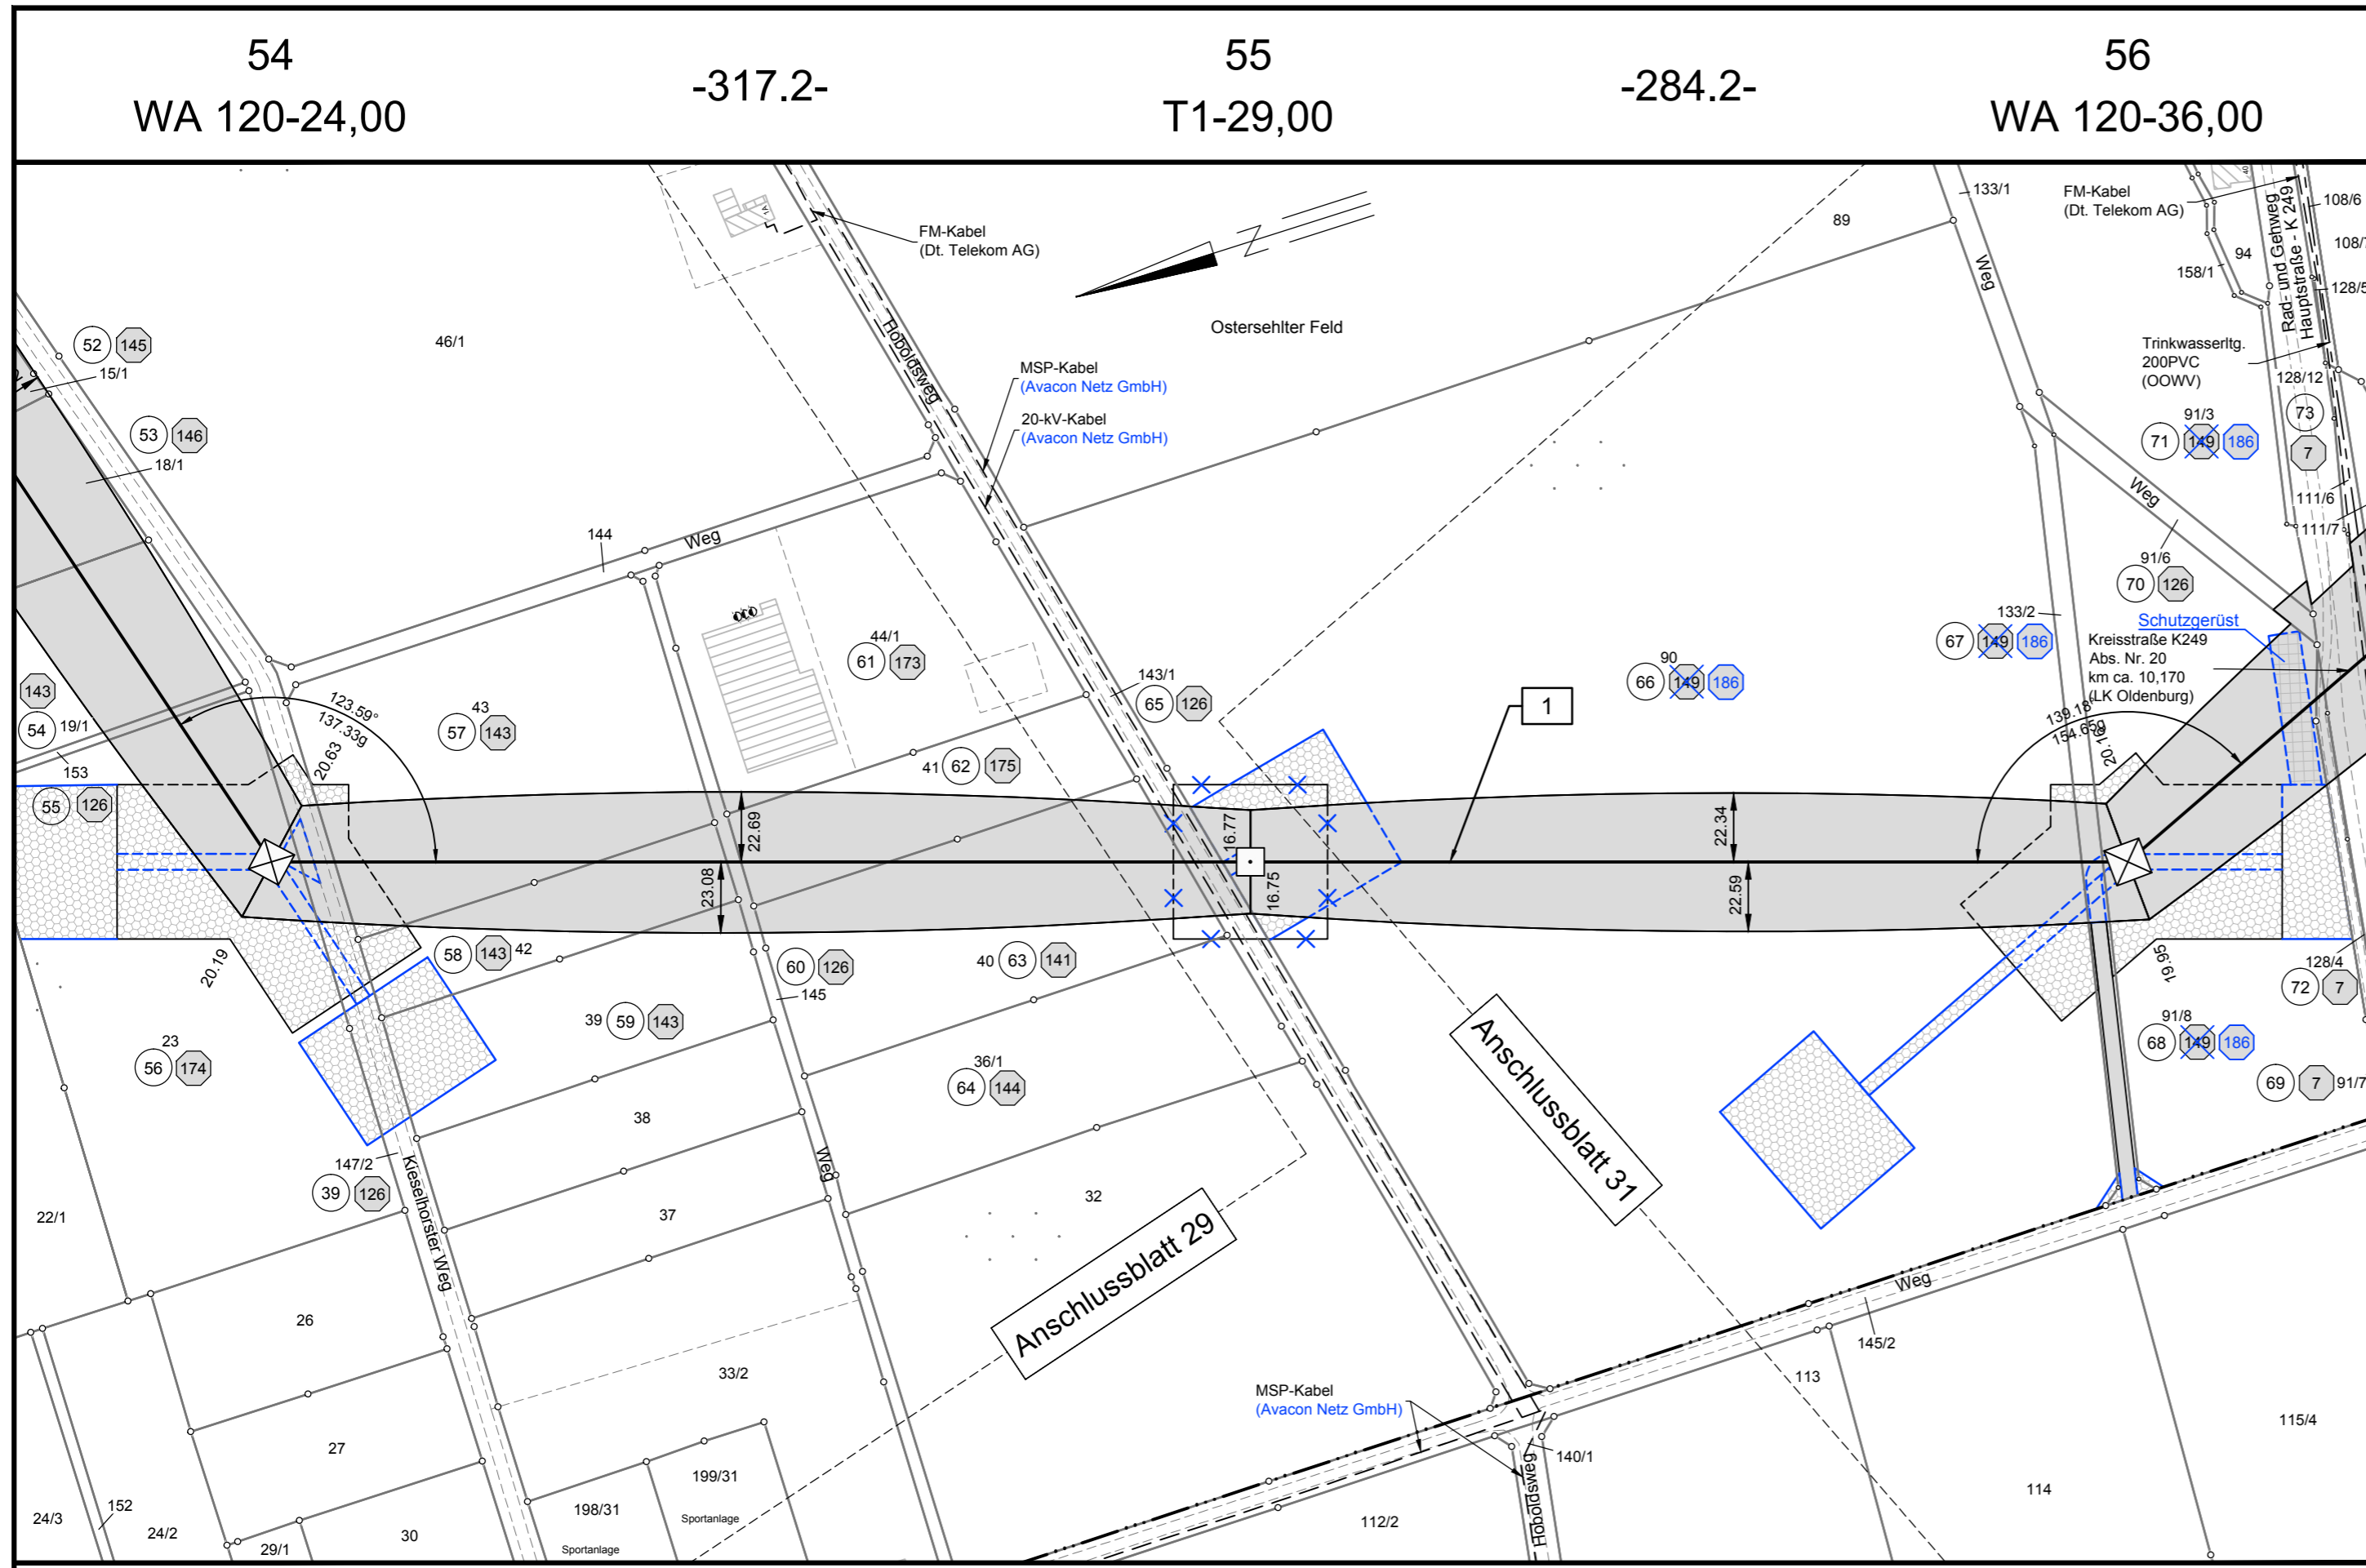 54
WA 120-24,00
-317.2-
55
T1-29,00
-284.2-
56
WA 120-36,00
1A
FM-Kabel
(Dt. Telekom AG)
Hoboldsweg
N
Ostersehlter Feld
89
133/1
Weg
FM-Kabel
(Dt. Telekom AG)
94
158/1
Rad- und Gehweg
Hauptstraße - K 249
108/6
108/7
128/5
Trinkwasserltg.
200PVC
(OOWV)
128/12
73
7
91/3
71 149 186
Weg
111/6
111/7
91/6
70 126
52 145
15/1
46/1
53 146
18/1
MSP-Kabel
(Avacon Netz GmbH)
20-kV-Kabel
(Avacon Netz GmbH)
144
Weg
44/1
61 173
143/1
65 126
90
66 149 186
1
133/2
67 149 186
Schutzgerüst
Kreisstraße K249
Abs. Nr. 20
km ca. 10,170
(LK Oldenburg)
143
54 19/1
153
55 126
123.59°
137.33g
20.63
43
57 143
41 62 175
22.69
23.08
16.77
16.75
22.34
22.59
139.18°
154.65g
19.95
20.19
58 143 42
60 126
145
40 63 141
39 59 143
23
56 174
36/1
64 144
38
37
32
147/2
39 126
Kieselhorster Weg
Weg
Anschlussblatt 29
Anschlussblatt 31
128/4
72 7
91/8
68 149 186
69 7 91/7
22/1
26
27
33/2
MSP-Kabel
(Avacon Netz GmbH)
Weg
145/2
113
115/4
140/1
Hoboldsweg
114
112/2
24/3
152
24/2
29/1
30
198/31
Sportanlage
199/31
Sportanlage